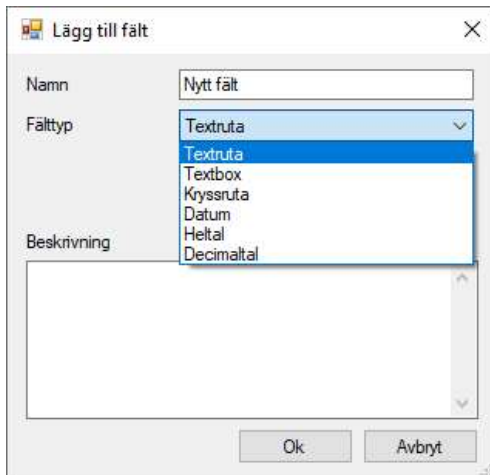 Lägg till fält
Namn Nytt fält
Fälttyp Textruta
Textruta
Textbox
Kryssruta
Datum
Heltal
Decimaltal
Beskrivning
Ok Avbryt